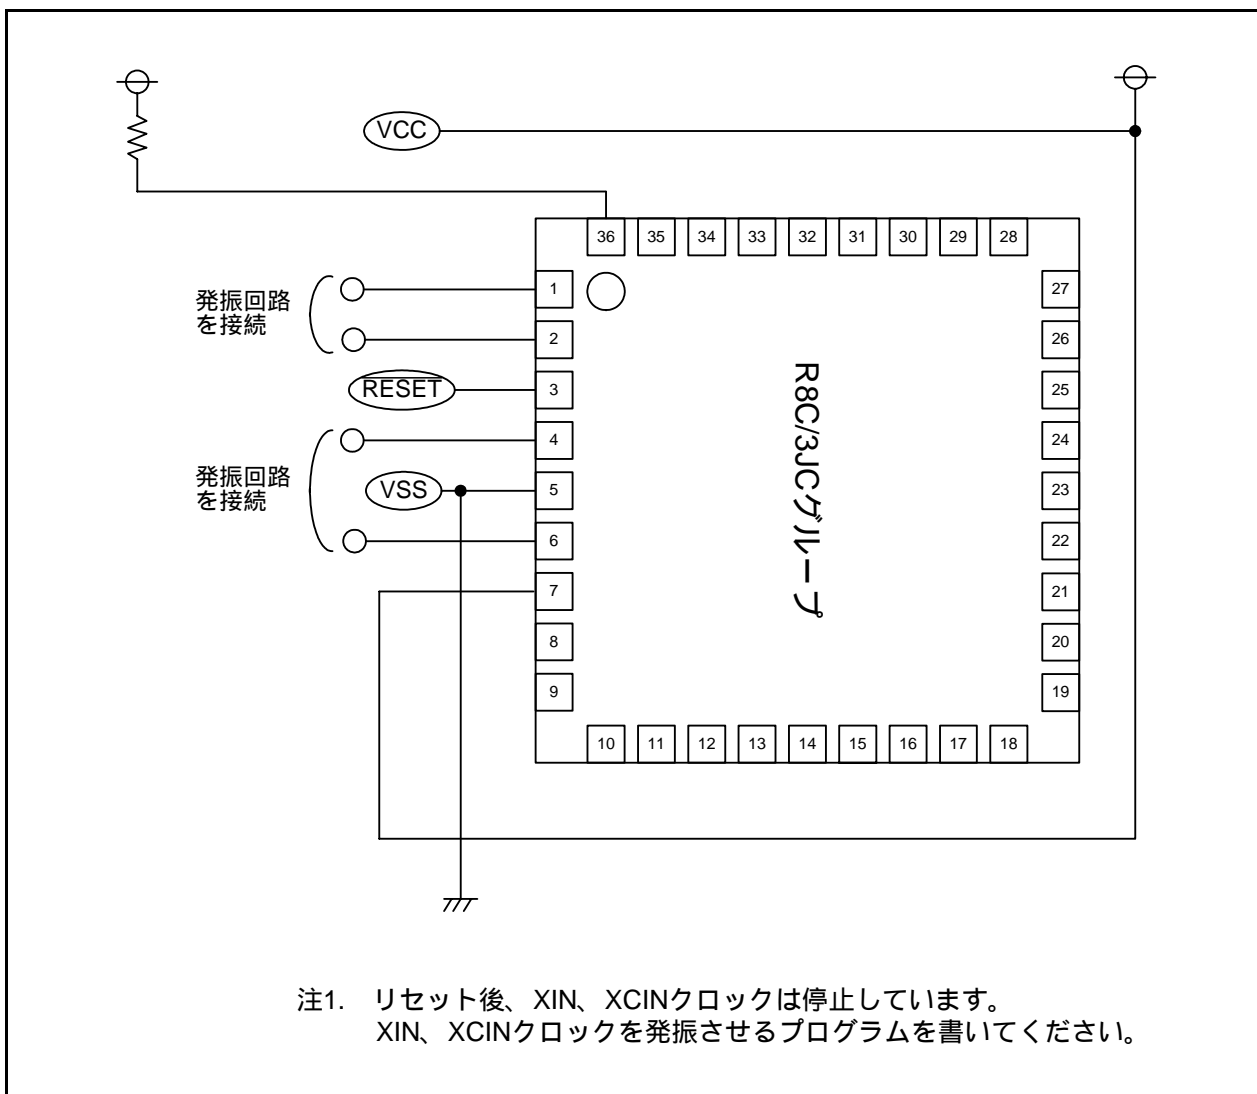 VCC
36 35 34 33 32 31 30 29 28
発振回路
を接続
1
2
RESET
3
4
発振回路
を接続
VSS
5
6
7
8
9
R8C/3JCグループ
27
26
25
24
23
22
21
20
19
10 11 12 13 14 15 16 17 18
注1. リセット後、XIN、XCINクロックは停止しています。
XIN、XCINクロックを発振させるプログラムを書いてください。